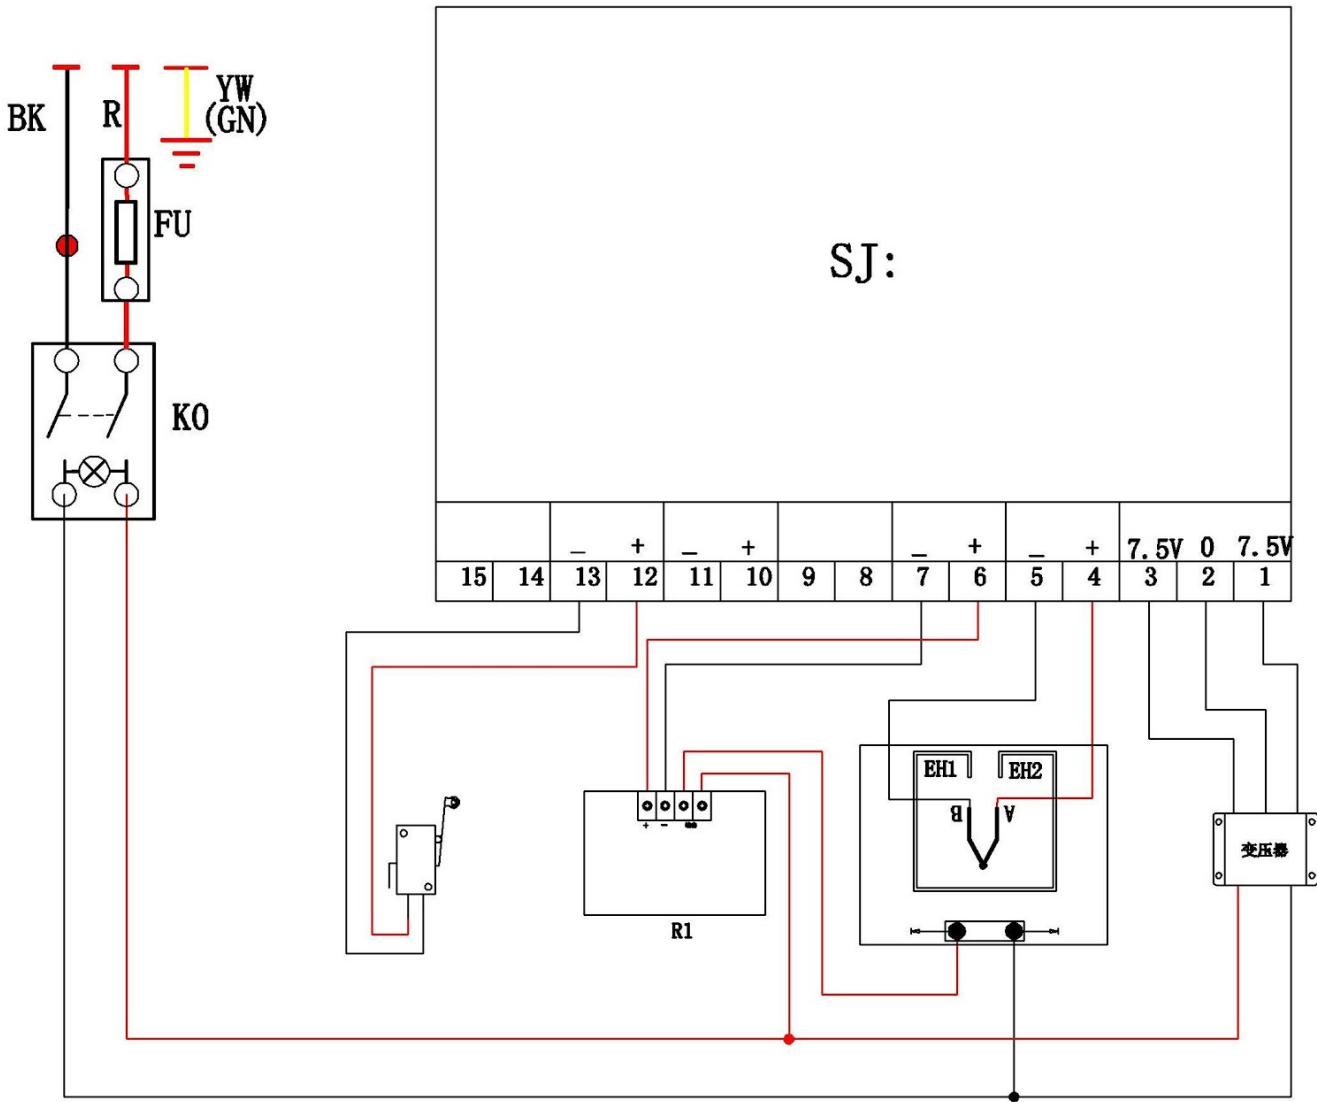 YW
BK
R
(GN)
FU
SJ:
KO
— + — + — + — + 7.5V 0 7.5V
15 14 13 12 11 10 9 8 7 6 5 4 3 2 1
EH1 EH2
B A
变压器
+ —
R1